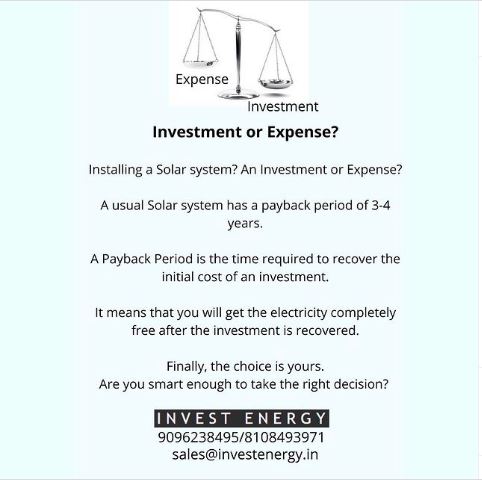 Expense
Investment
Investment or Expense?
Installing a Solar system? An Investment or Expense?
A usual Solar system has a payback period of 3-4
years.
A Payback Period is the time required to recover the
initial cost of an investment.
It means that you will get the electricity completely
free after the investment is recovered.
Finally, the choice is yours.
Are you smart enough to take the right decision?
INVEST ENERGY
9096238495/8108493971
sales@investenergy.in